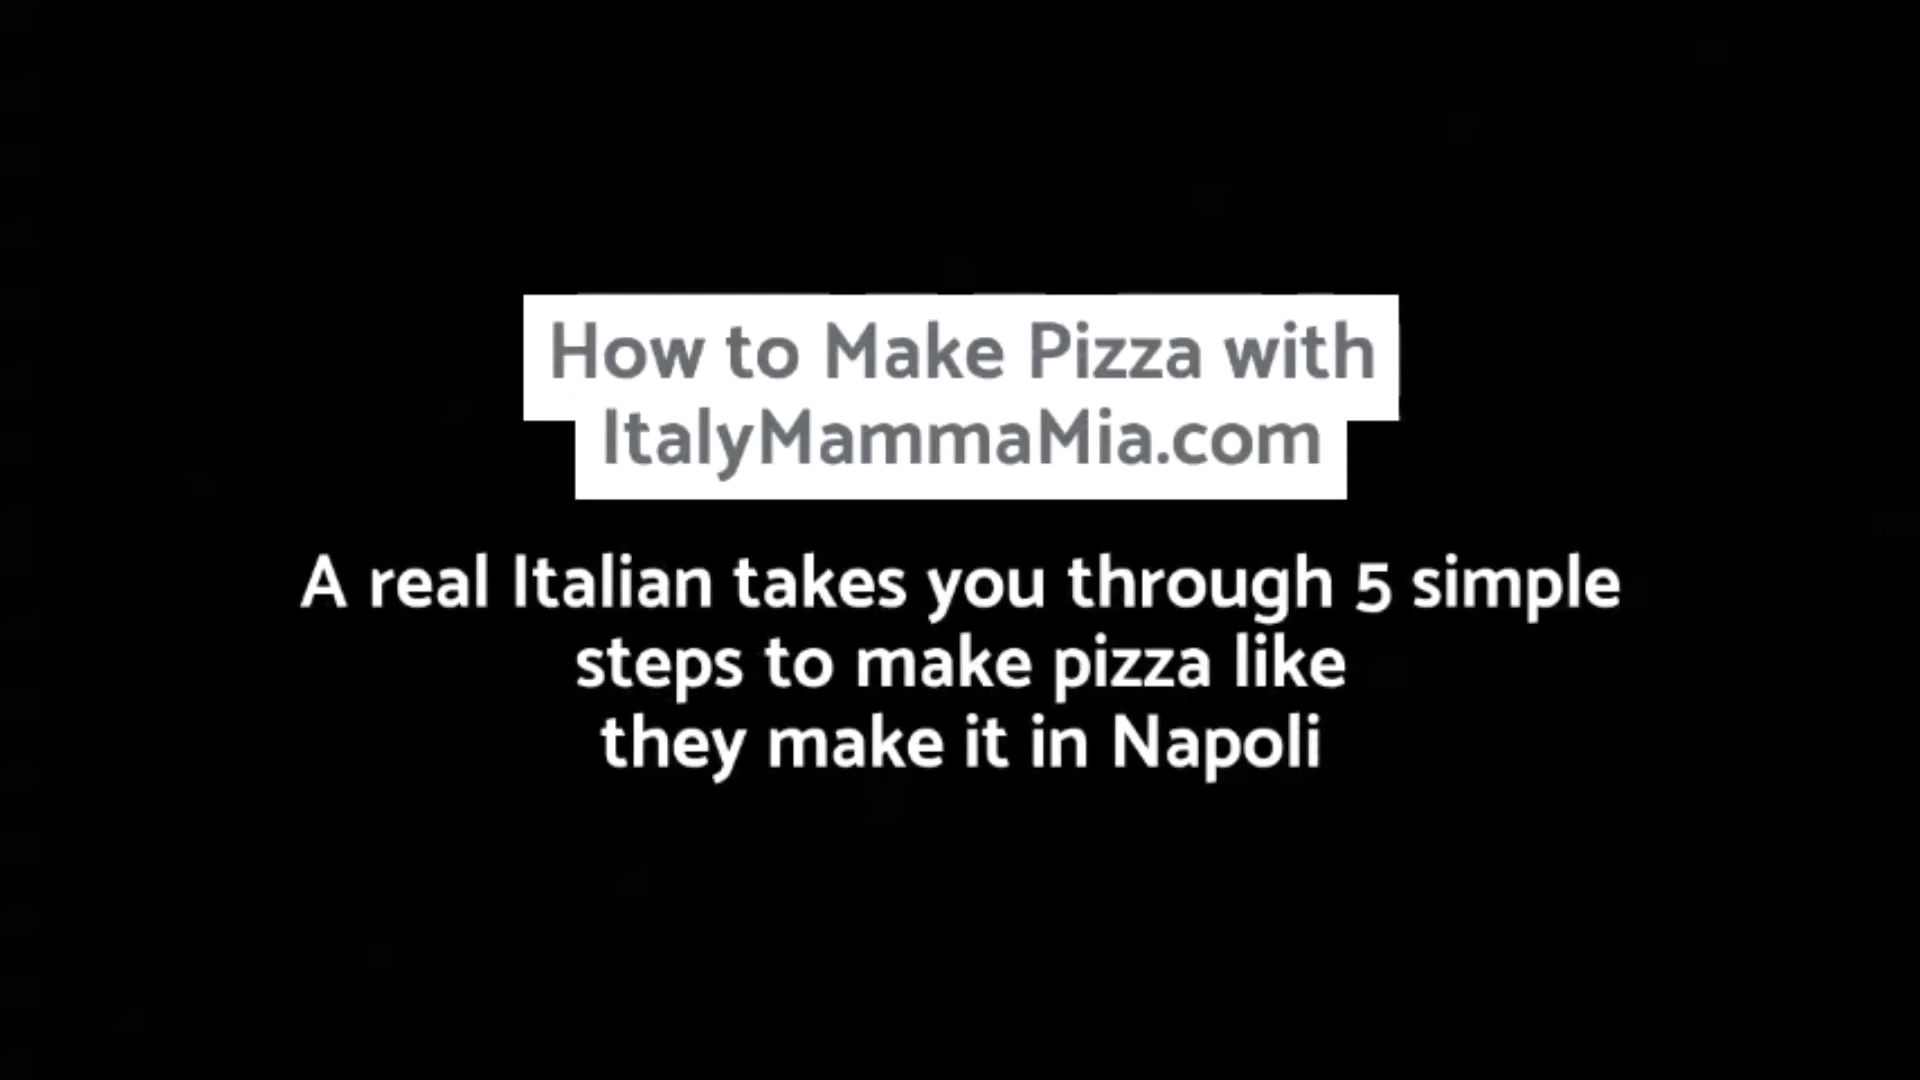 How to Make Pizza with
ItalyMammaMia.com
A real Italian takes you through 5 simple
steps to make pizza like
they make it in Napoli